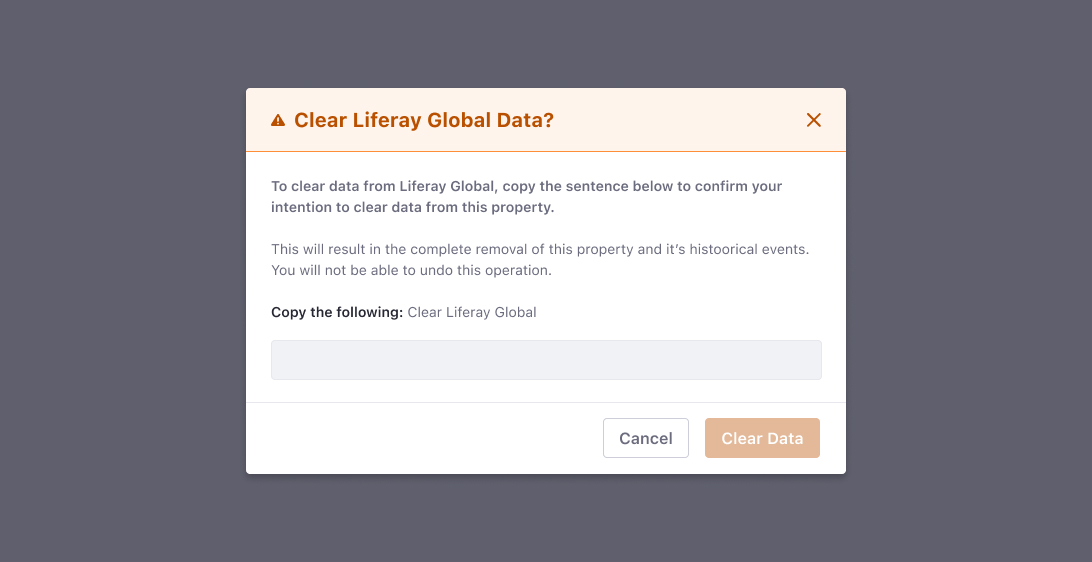 Clear Liferay Global Data?
To clear data from Liferay Global, copy the sentence below to confirm your
intention to clear data from this property.
This will result in the complete removal of this property and it’s histoorical events.
You will not be able to undo this operation.
Copy the following: Clear Liferay Global
Cancel Clear Data